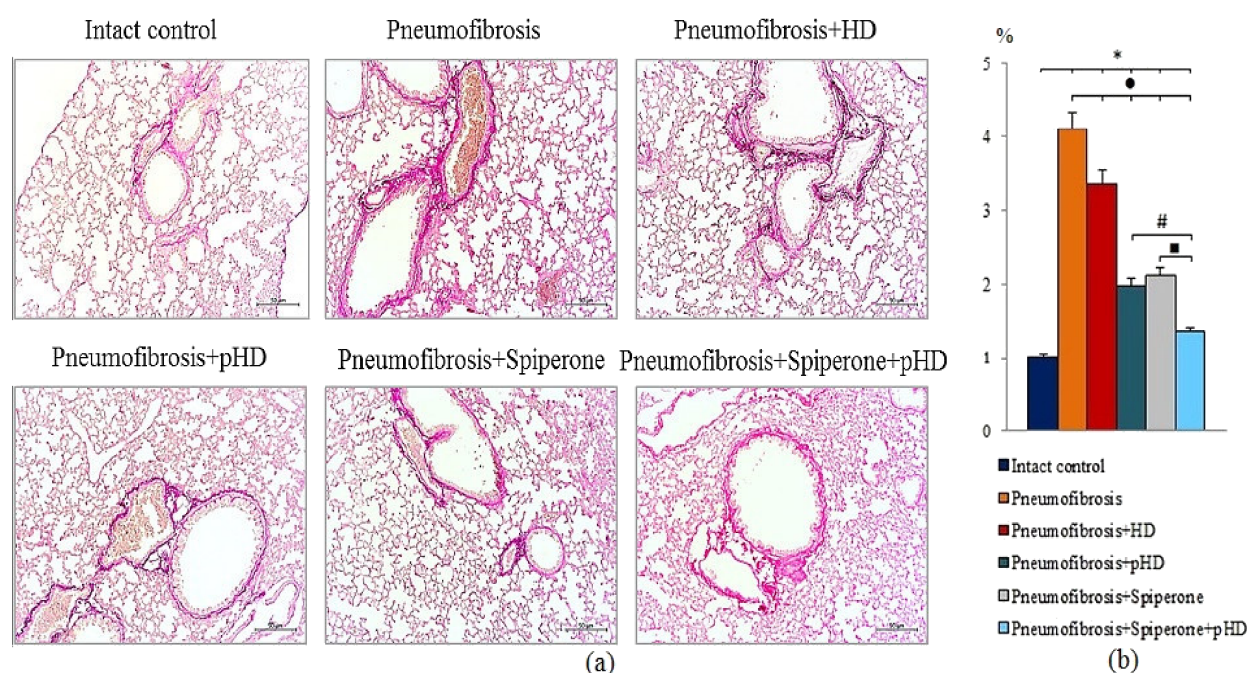 Intact control
Pneumofibrosis
Pneumofibrosis+HD
Pneumofibrosis+pHD
Pneumofibrosis+Spiperone
Pneumofibrosis+Spiperone+pHD
(a)
%
5
4
3
2
1
0
*
●
#
■
Intact control
Pneumofibrosis
Pneumofibrosis+HD
Pneumofibrosis+pHD
Pneumofibrosis+Spiperone
Pneumofibrosis+Spiperone+pHD
(b)